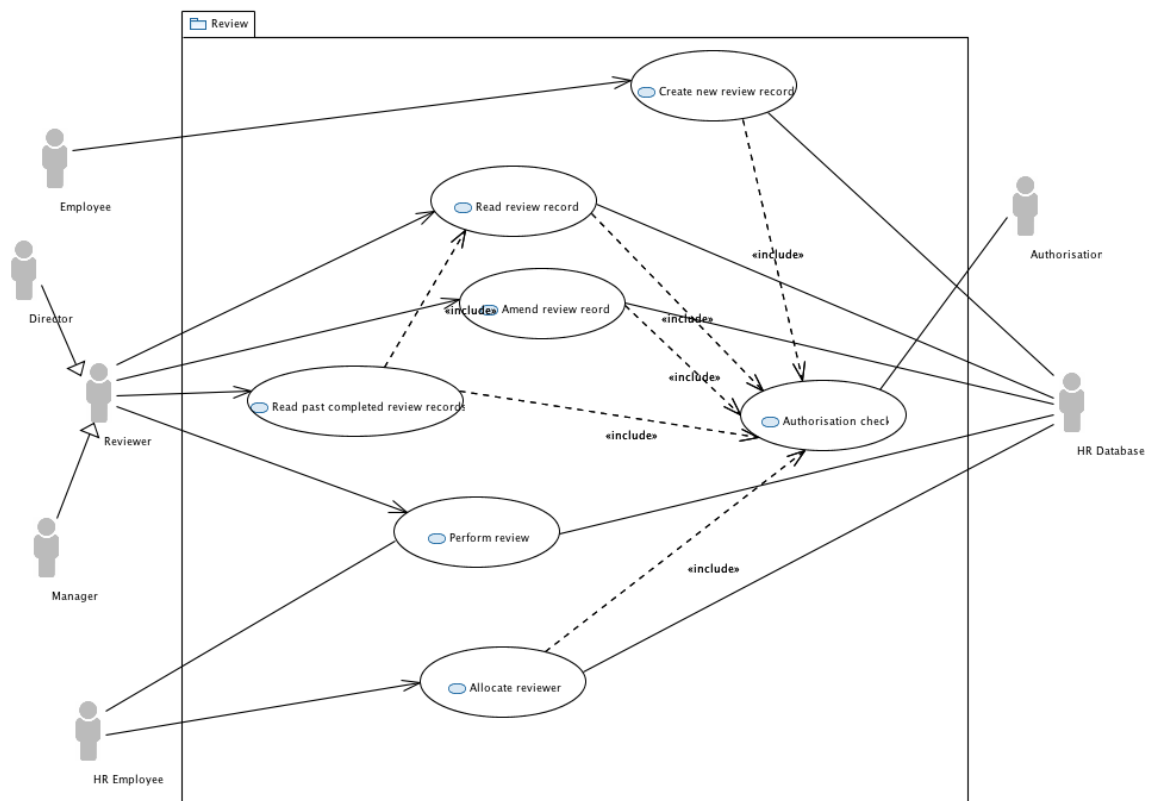 Review
Create new review record
Employee
Read review record
Authorisation
«include»
Director
Amend review reord
«include»
«include»
«include»
Read past completed review records
Authorisation check
Reviewer
«include»
HR Database
Perform review
«include»
Manager
Allocate reviewer
HR Employee